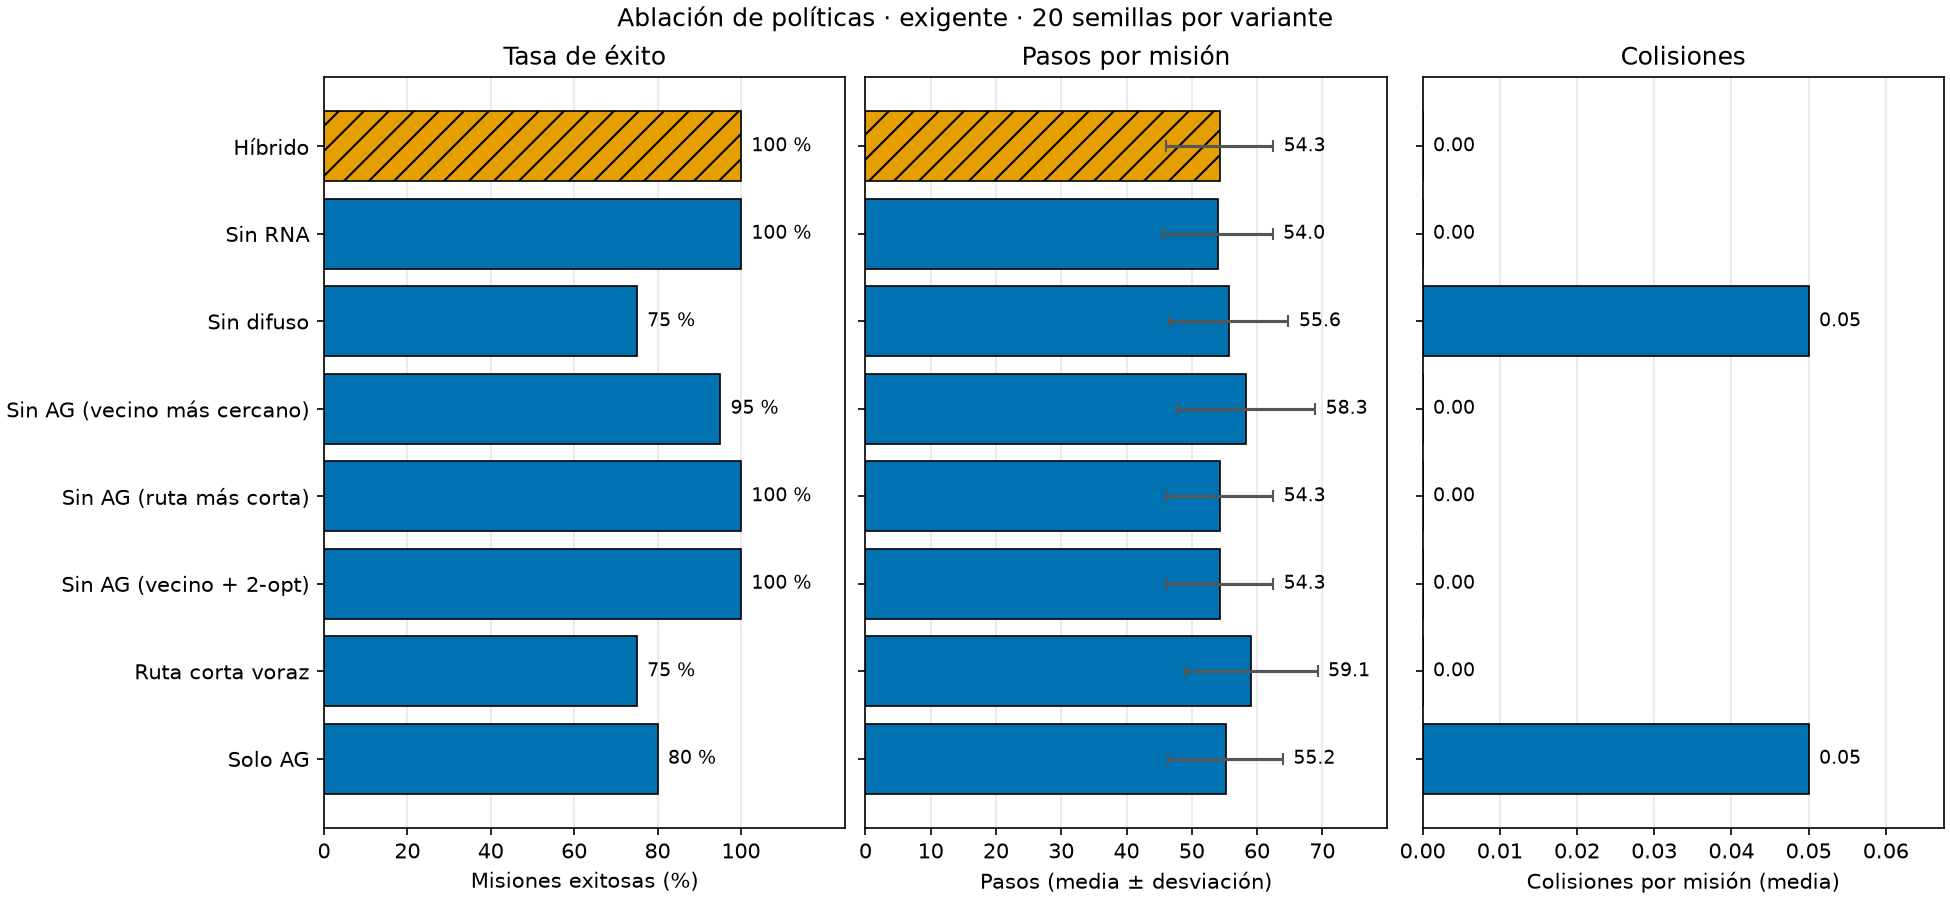 Ablación de políticas · exigente · 20 semillas por variante
Tasa de éxito
Pasos por misión
Colisiones
Híbrido
100 %
54.3
0.00
Sin RNA
100 %
54.0
0.00
Sin difuso
75 %
55.6
0.05
Sin AG (vecino más cercano)
95 %
58.3
0.00
Sin AG (ruta más corta)
100 %
54.3
0.00
Sin AG (vecino + 2-opt)
100 %
54.3
0.00
Ruta corta voraz
75 %
59.1
0.00
Solo AG
80 %
55.2
0.05
0 20 40 60 80 100
0 10 20 30 40 50 60 70
0.00 0.01 0.02 0.03 0.04 0.05 0.06
Misiones exitosas (%)
Pasos (media ± desviación)
Colisiones por misión (media)